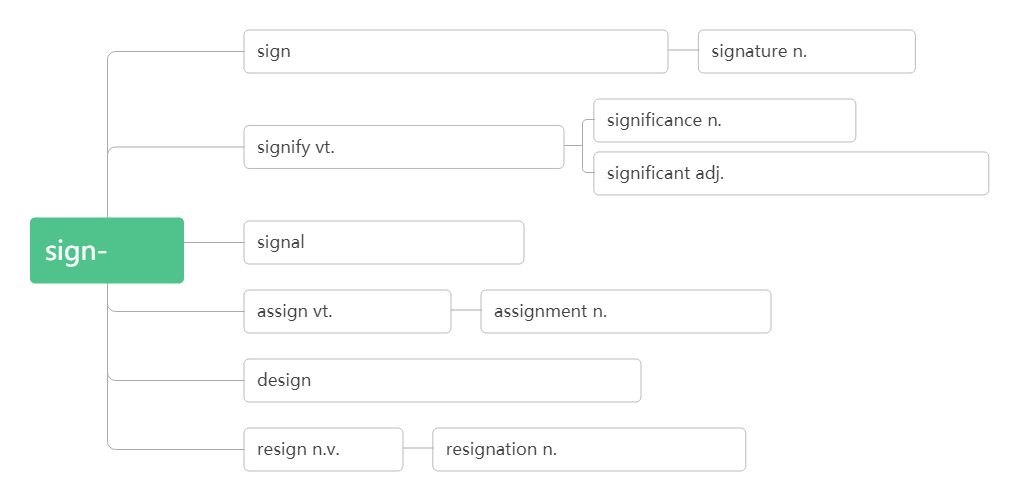 sign-
sign
signature n.
signify vt.
significance n.
significant adj.
signal
assign vt.
assignment n.
design
resign n.v.
resignation n.